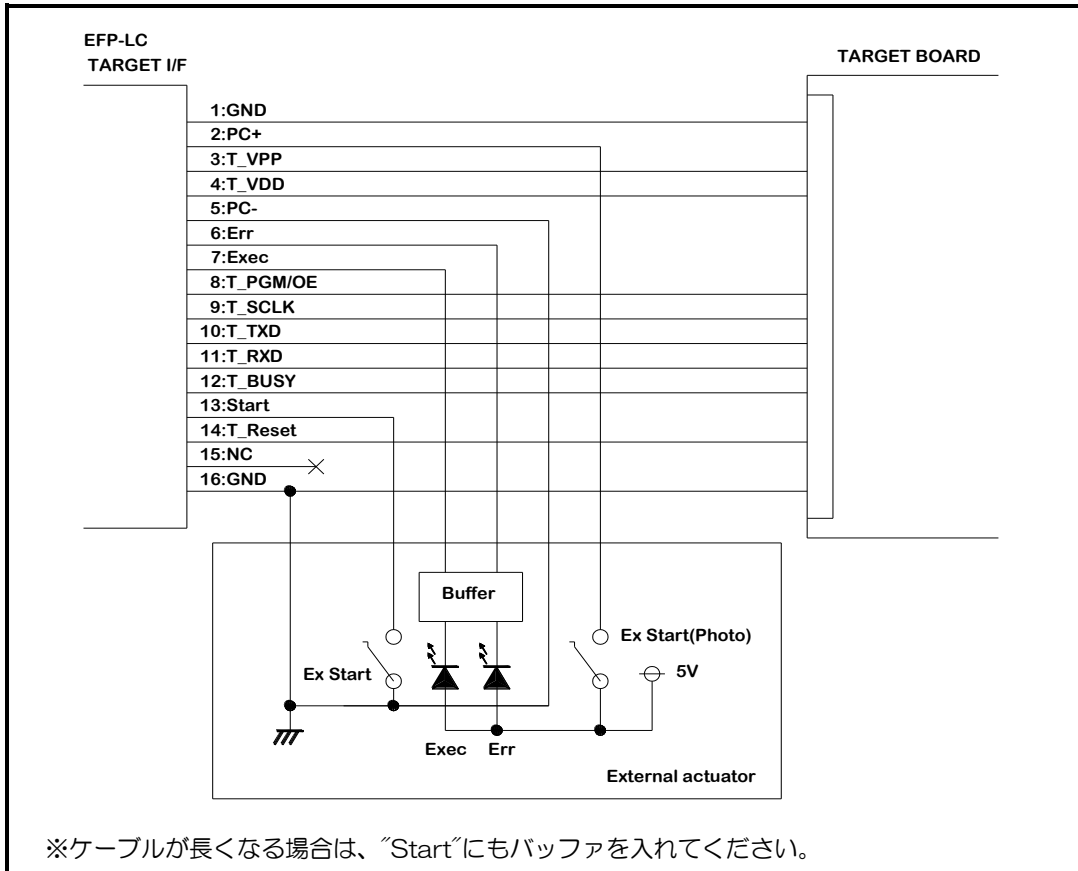 EFP-LC
TARGET I/F
TARGET BOARD
1:GND
2:PC+
3:T_VPP
4:T_VDD
5:PC-
6:Err
7:Exec
8:T_PGM/OE
9:T_SCLK
10:T_TXD
11:T_RXD
12:T_BUSY
13:Start
14:T_Reset
15:NC
16:GND
Buffer
Ex Start
Ex Start(Photo)
5V
Exec Err
External actuator
※ケーブルが長くなる場合は、˝Start˝にもバッファを入れてください。